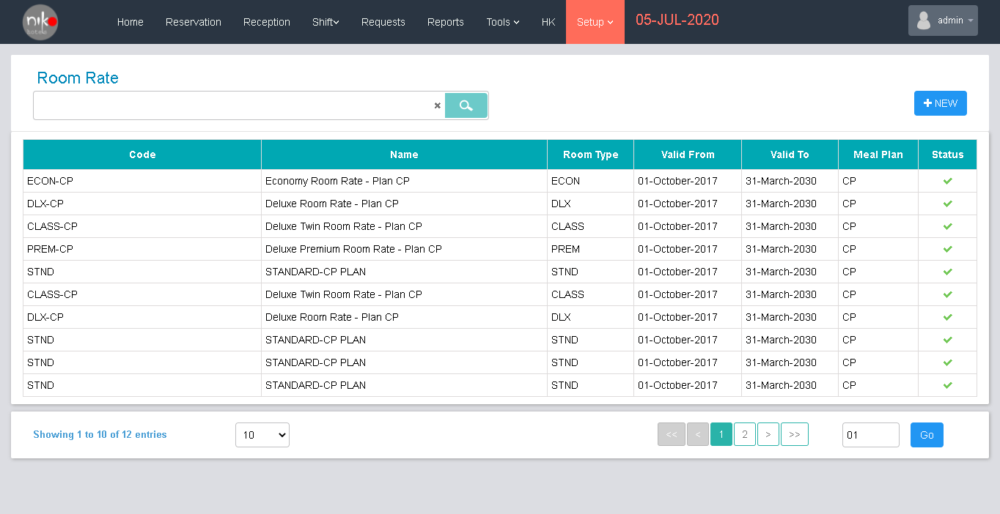 niko
hotels
Home Reservation Reception Shift Requests Reports Tools HK Setup 05-JUL-2020 admin
Room Rate
NEW
Code Name Room Type Valid From Valid To Meal Plan Status
ECON-CP Economy Room Rate - Plan CP ECON 01-October-2017 31-March-2030 CP
DLX-CP Deluxe Room Rate - Plan CP DLX 01-October-2017 31-March-2030 CP
CLASS-CP Deluxe Twin Room Rate - Plan CP CLASS 01-October-2017 31-March-2030 CP
PREM-CP Deluxe Premium Room Rate - Plan CP PREM 01-October-2017 31-March-2030 CP
STND STANDARD-CP PLAN STND 01-October-2017 31-March-2030 CP
CLASS-CP Deluxe Twin Room Rate - Plan CP CLASS 01-October-2017 31-March-2030 CP
DLX-CP Deluxe Room Rate - Plan CP DLX 01-October-2017 31-March-2030 CP
STND STANDARD-CP PLAN STND 01-October-2017 31-March-2030 CP
STND STANDARD-CP PLAN STND 01-October-2017 31-March-2030 CP
STND STANDARD-CP PLAN STND 01-October-2017 31-March-2030 CP
Showing 1 to 10 of 12 entries 10 << < 1 2 > >> 01 Go